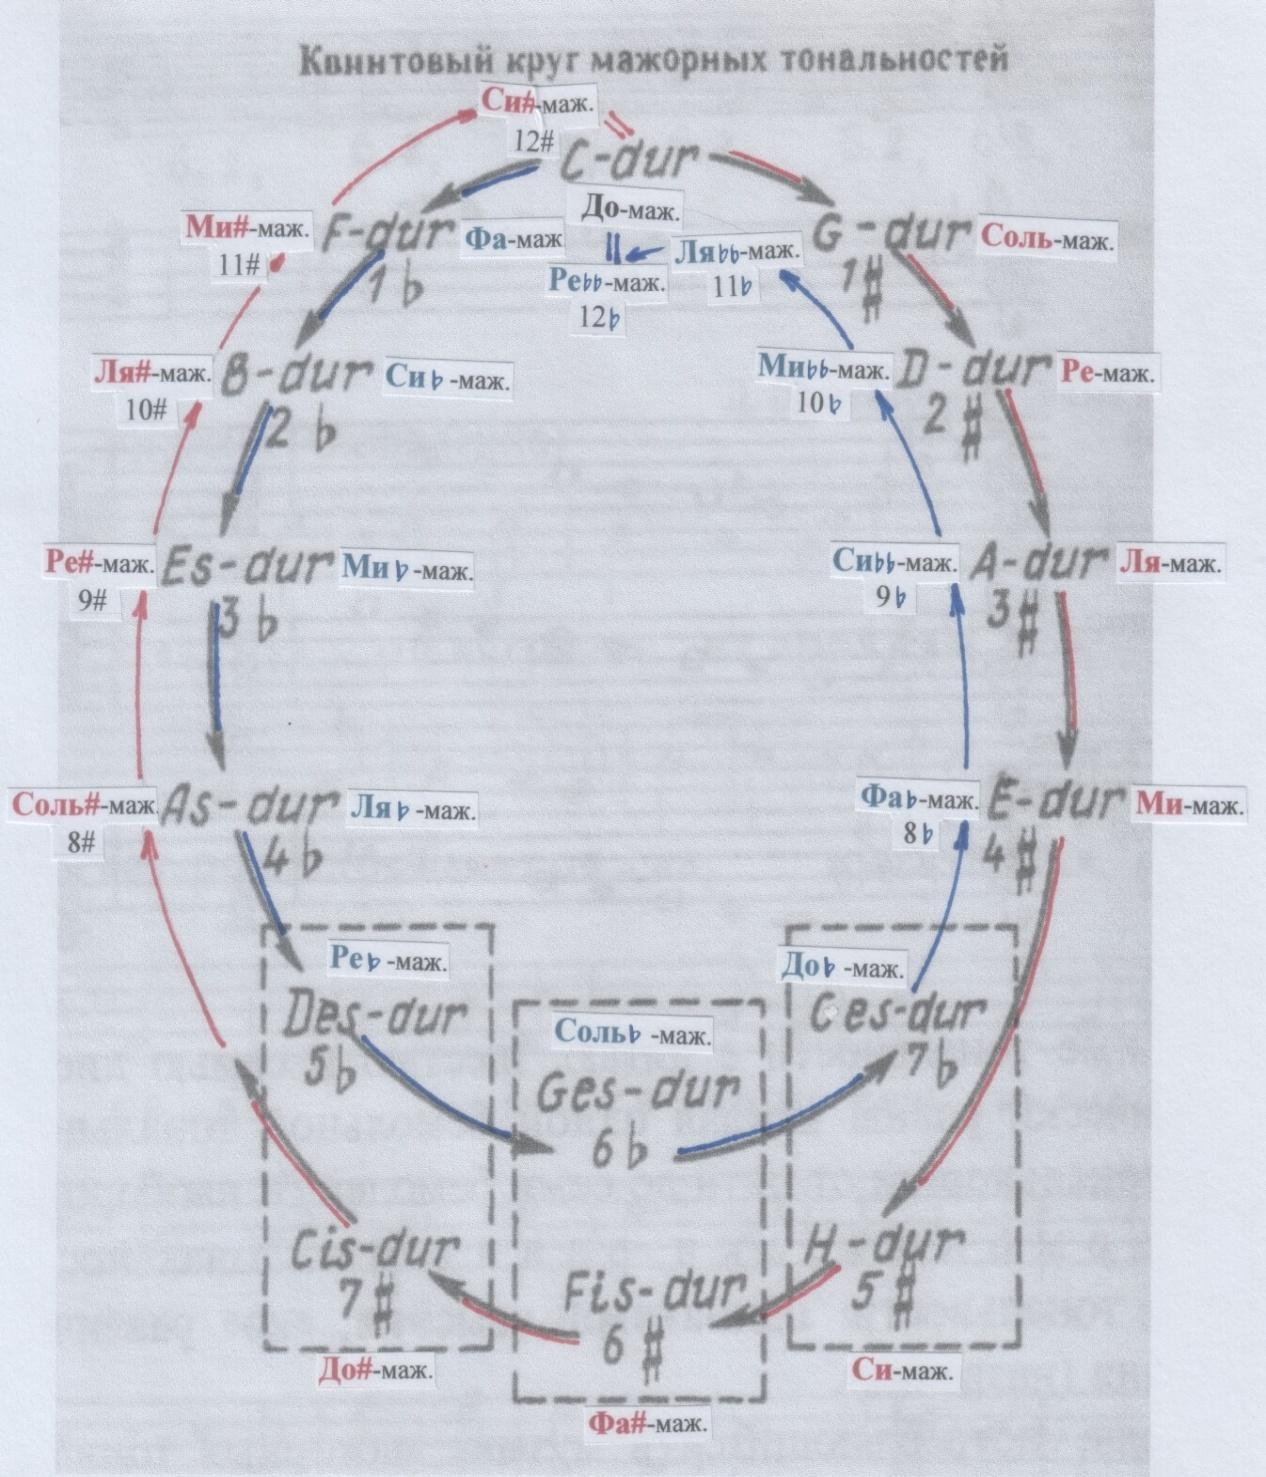 Квинтовый круг мажорных тональностей
Си#-маж.
12#
C-dur
До-маж.
Ми#-маж.
11#
F-dur
1♭
Фа-маж
Ре♭♭-маж.
12♭
Ля♭♭-маж.
11♭
G-dur
1#
Соль-маж.
Ля#-маж.
10#
B-dur
2♭
Си♭-маж.
Ми♭♭-маж.
10♭
D-dur
2#
Ре-маж.
Ре#-маж.
9#
Es-dur
3♭
Ми♭-маж.
Си♭♭-маж.
9♭
A-dur
3#
Ля-маж.
Соль#-маж.
8#
As-dur
4♭
Ля♭-маж.
Фа♭-маж.
8♭
E-dur
4#
Ми-маж.
Ре♭-маж.
Des-dur
5♭
Соль♭-маж.
Ges-dur
6♭
До♭-маж.
Ces-dur
7♭
Cis-dur
7#
До#-маж.
Fis-dur
6#
Фа#-маж.
H-dur
5#
Си-маж.